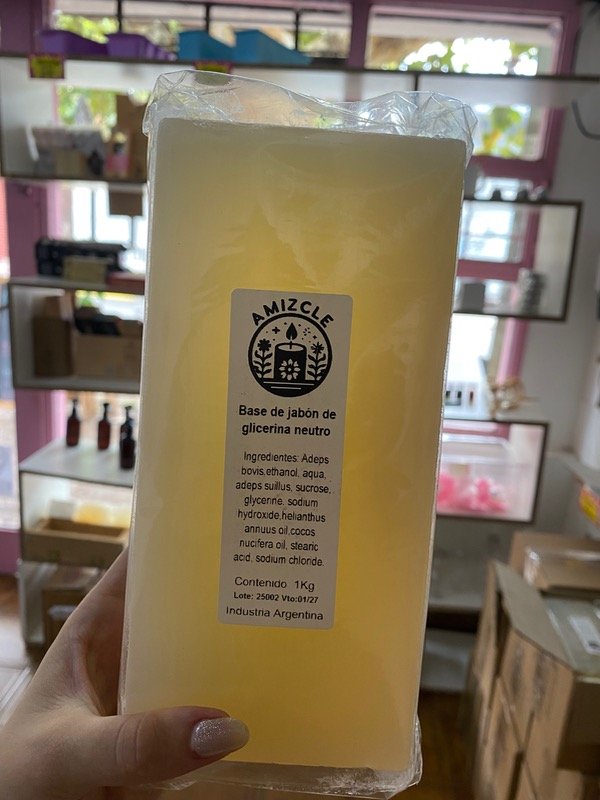 AMIZCLE
Base de jabón de
glicerina neutro
Ingredientes: Adeps
bovis,ethanol, aqua,
adeps suillus, sucrose,
glycerine, sodium
hydroxide,helianthus
annuus oil,cocos
nucifera oil, stearic
acid, sodium chloride.
Contenido 1Kg
Lote: 25002 Vto:01/27
Industria Argentina